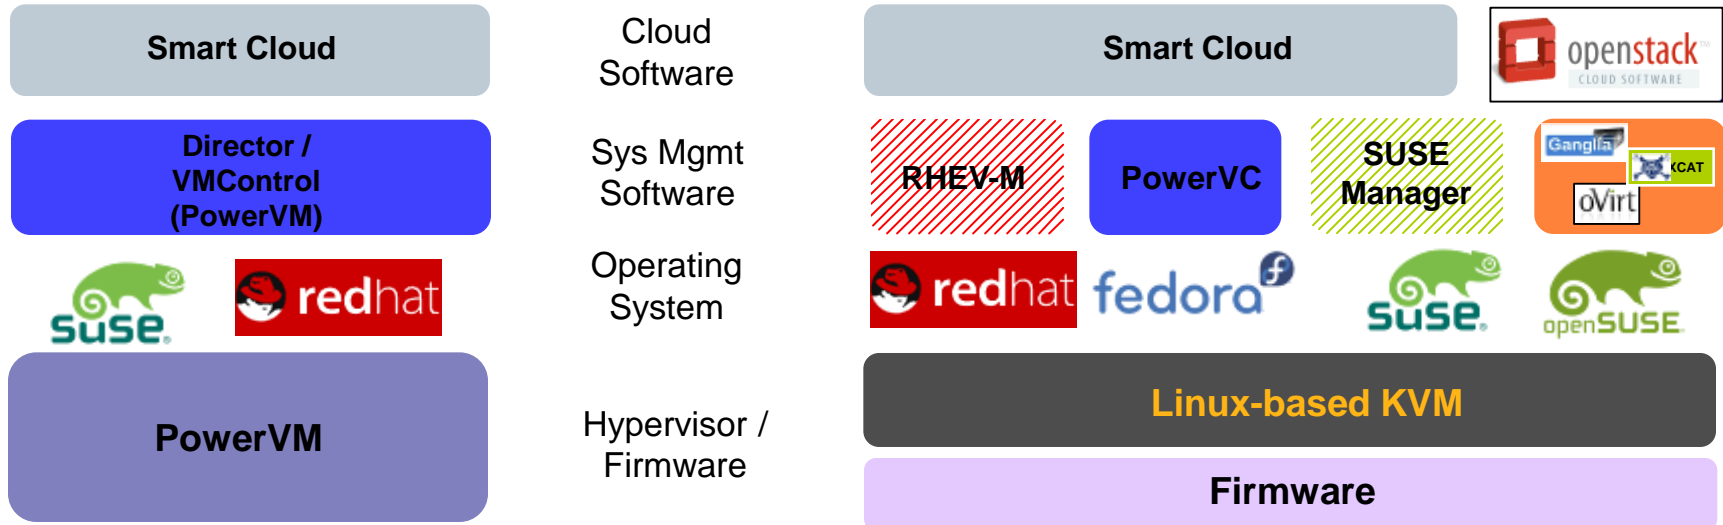 Smart Cloud
Cloud
Software
Smart Cloud
openstack™
CLOUD SOFTWARE
Director /
VMControl
(PowerVM)
Sys Mgmt
Software
RHEV-M
PowerVC
SUSE
Manager
Ganglia
XCAT
oVirt
SUSE.
redhat
Operating
System
redhat
fedora
SUSE.
openSUSE
PowerVM
Hypervisor /
Firmware
Linux-based KVM
Firmware